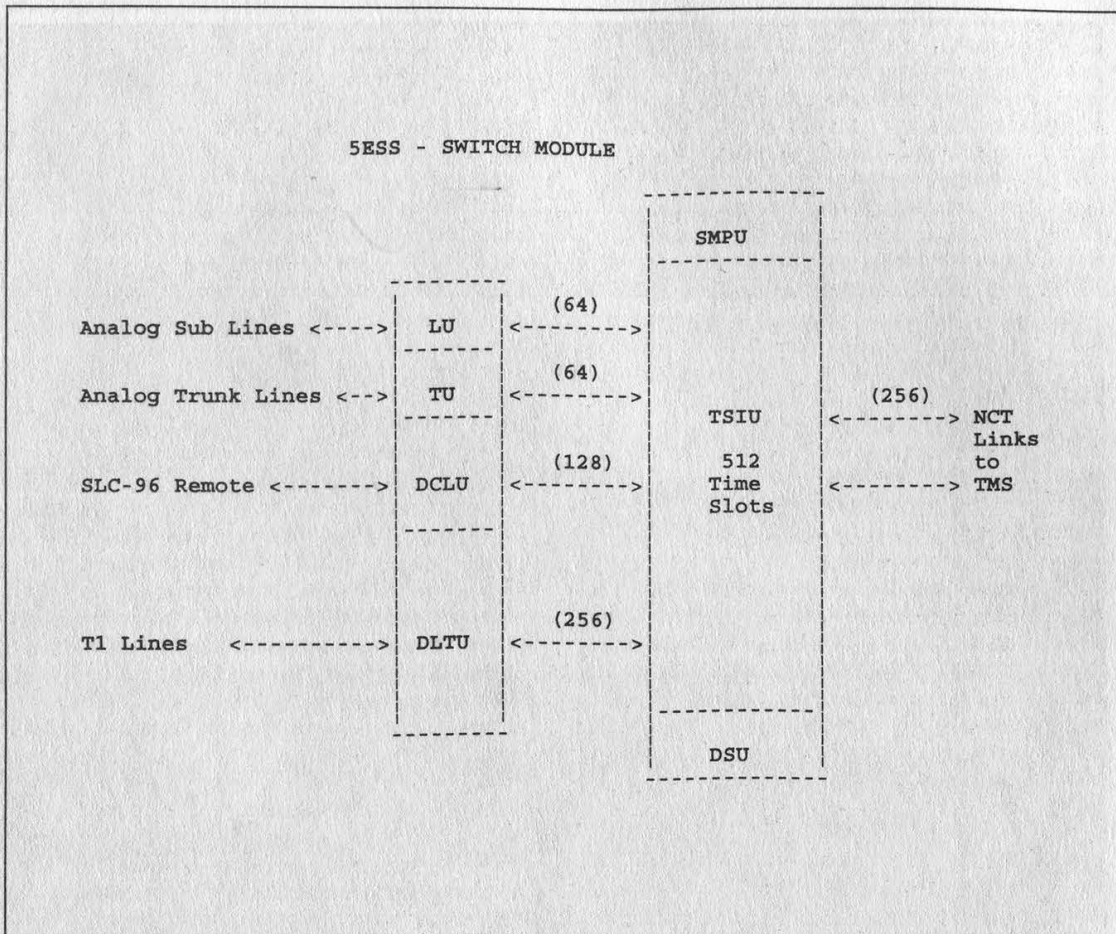 5ESS - SWITCH MODULE
SMPU
(64)
Analog Sub Lines <----> LU <------->
(64)
Analog Trunk Lines <--> TU <------->
TSIU <-------> NCT
(256)
Links
(128) 512 to
SLC-96 Remote <-------> DCLU <-------> Time <-------> TMS
Slots
(256)
T1 Lines <----------> DLTU <------->
DSU